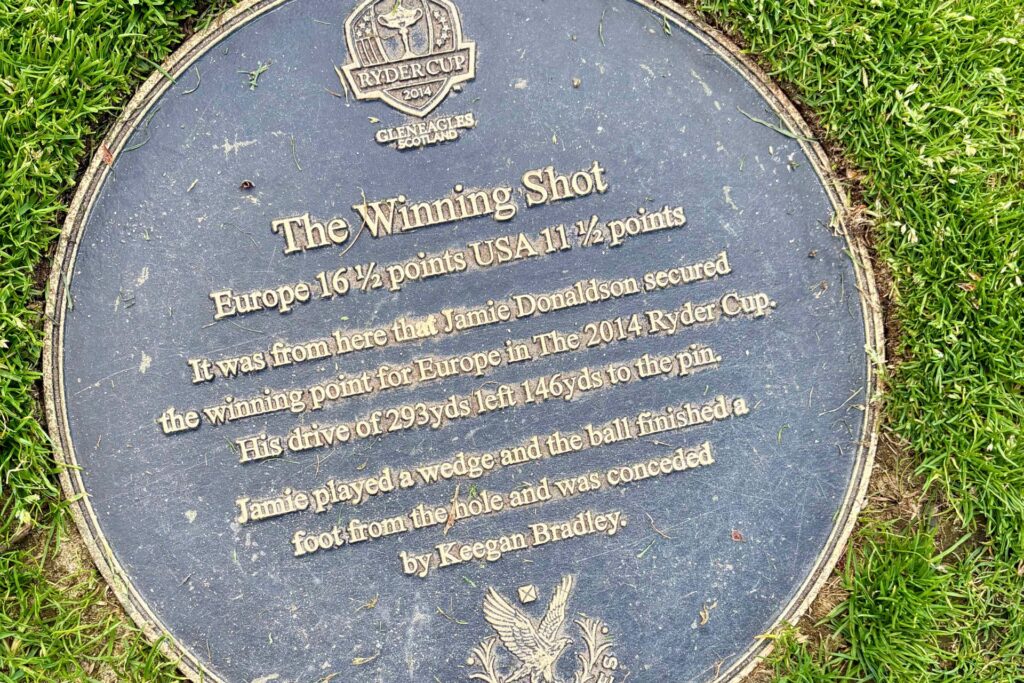 RYDER CUP
2014
GLENEAGLES
SCOTLAND
The Winning Shot
Europe 16 ½ points USA 11 ½ points
It was from here that Jamie Donaldson secured
the winning point for Europe in The 2014 Ryder Cup.
His drive of 293yds left 146yds to the pin.
Jamie played a wedge and the ball finished a
foot from the hole and was conceded
by Keegan Bradley.